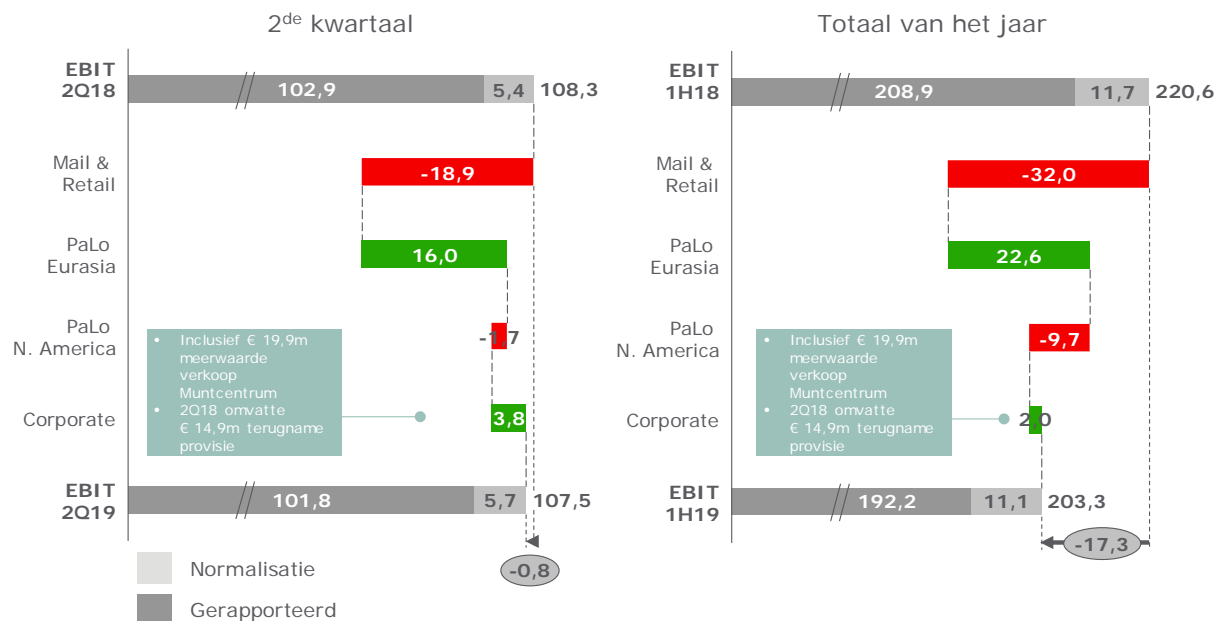 2de kwartaal
EBIT
2Q18
102,9
5,4
108,3
Mail &
Retail
-18,9
PaLo
Eurasia
16,0
PaLo
N. America
-1,7
• Inclusief € 19,9m
meerwaarde
verkoop
Muntcentrum
• 2Q18 omvatte
€ 14,9m terugname
provisie
Corporate
3,8
EBIT
2Q19
101,8
5,7
107,5
-0,8
Normalisatie
Gerapporteerd
Totaal van het jaar
EBIT
1H18
208,9
11,7
220,6
Mail &
Retail
-32,0
PaLo
Eurasia
22,6
PaLo
N. America
-9,7
• Inclusief € 19,9m
meerwaarde
verkoop
Muntcentrum
• 2Q18 omvatte
€ 14,9m terugname
provisie
Corporate
2,0
EBIT
1H19
192,2
11,1
203,3
-17,3